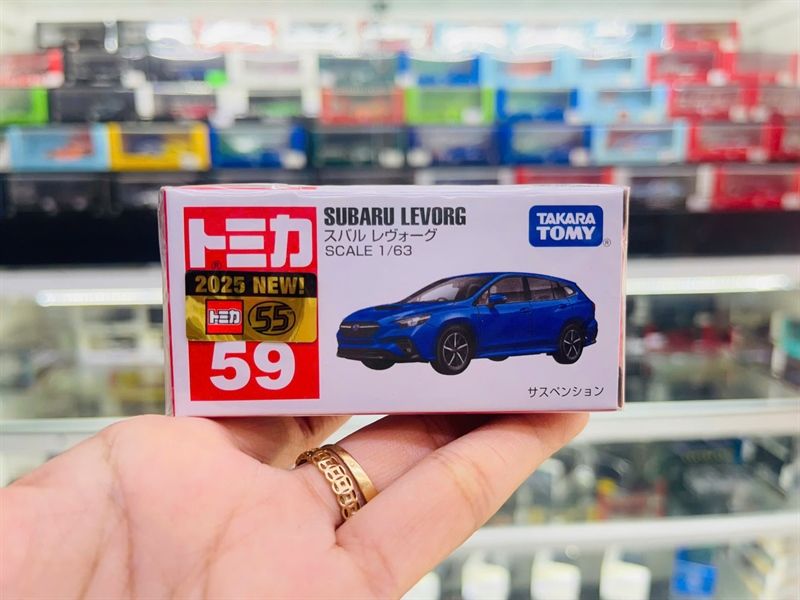 トミカ
2025 NEW!
トミカ 55
59
SUBARU LEVORG
スバル レヴォーグ
SCALE 1/63
TAKARA
TOMY®
サスペンション